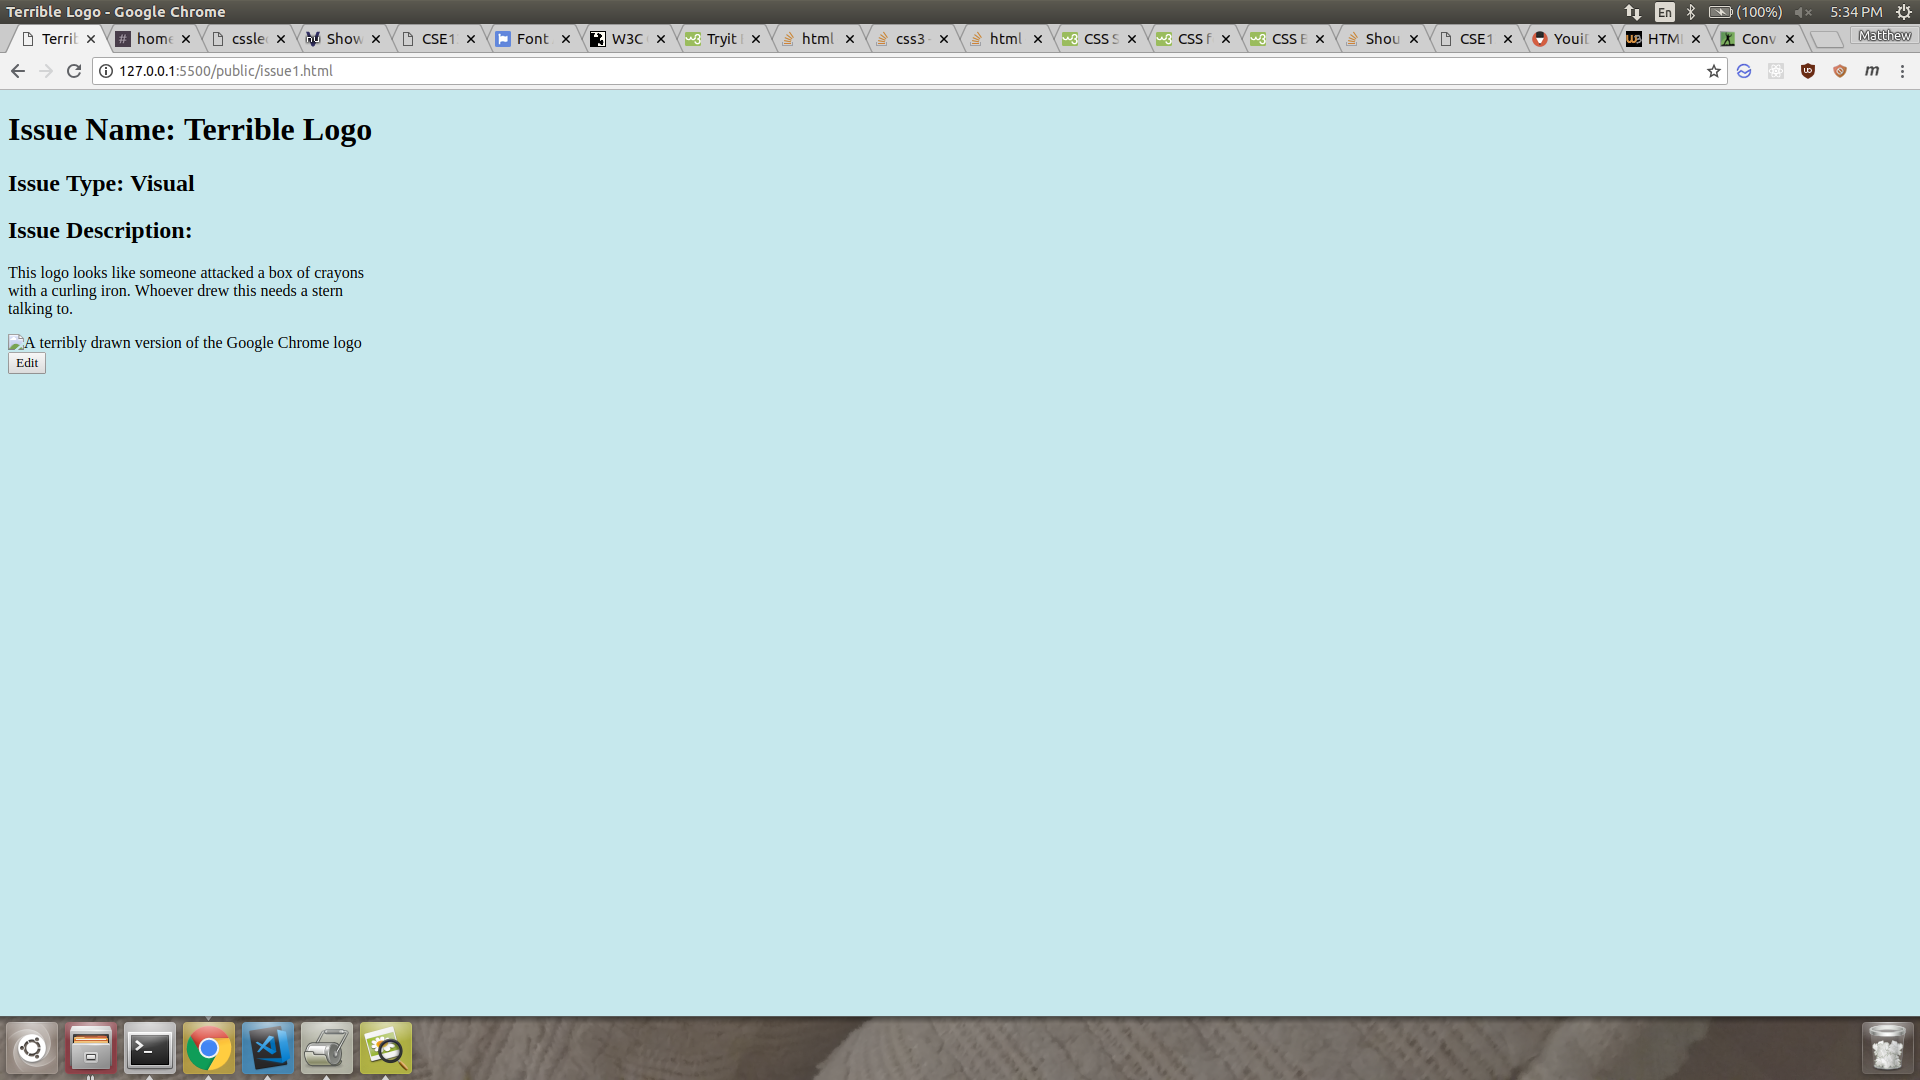 Terrible Logo - Google Chrome
En
(100%)
5:34 PM
Terrib
home
cssle
Show
CSE1
Font
W3C
Tryit
html
css3 -
html
CSS S
CSS f
CSS B
Shou
CSE1
YouiD
HTM
Conv
Matthew
127.0.0.1:5500/public/issue1.html
Issue Name: Terrible Logo
Issue Type: Visual
Issue Description:
This logo looks like someone attacked a box of crayons
with a curling iron. Whoever drew this needs a stern
talking to.
A terribly drawn version of the Google Chrome logo
Edit